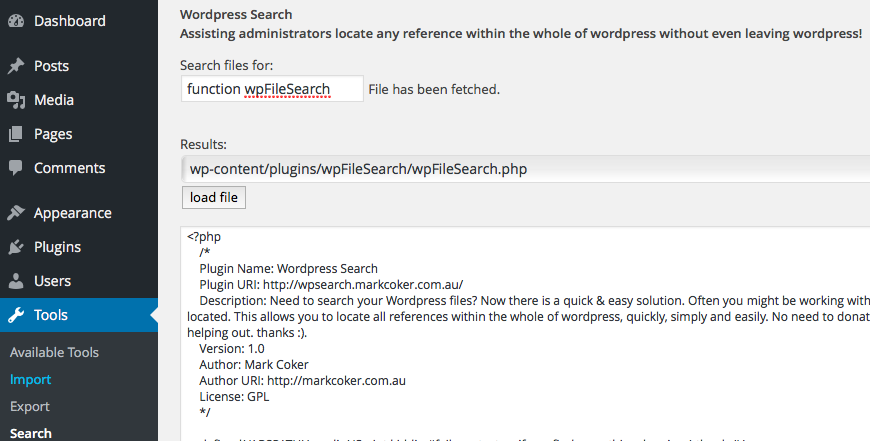 Dashboard
Posts
Media
Pages
Comments
Appearance
Plugins
Users
Tools
Available Tools
Import
Export
Search
Wordpress Search
Assisting administrators locate any reference within the whole of wordpress without even leaving wordpress!
Search files for:
function wpFileSearch File has been fetched.
Results:
wp-content/plugins/wpFileSearch/wpFileSearch.php
load file
<?php
/*
Plugin Name: Wordpress Search
Plugin URI: http://wpsearch.markcoker.com.au/
Description: Need to search your Wordpress files? Now there is a quick & easy solution. Often you might be working with
located. This allows you to locate all references within the whole of wordpress, quickly, simply and easily. No need to donat
helping out. thanks :).
Version: 1.0
Author: Mark Coker
Author URI: http://markcoker.com.au
License: GPL
*/